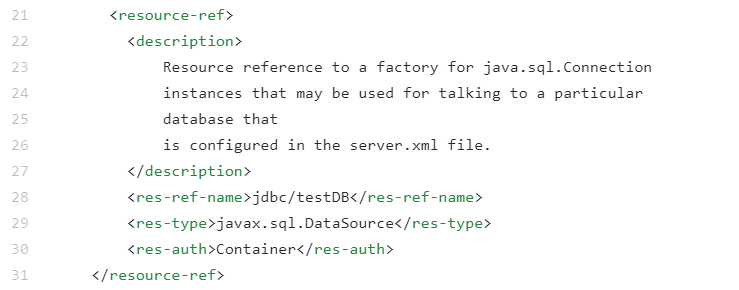 21 <resource-ref>
22 <description>
23 Resource reference to a factory for java.sql.Connection
24 instances that may be used for talking to a particular
25 database that
26 is configured in the server.xml file.
27 </description>
28 <res-ref-name>jdbc/testDB</res-ref-name>
29 <res-type>javax.sql.DataSource</res-type>
30 <res-auth>Container</res-auth>
31 </resource-ref>